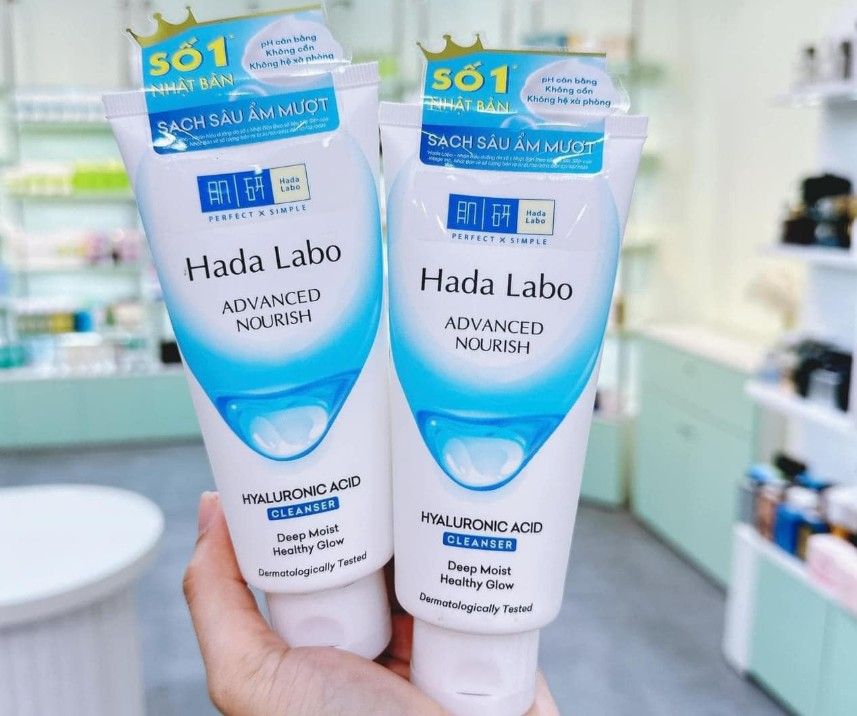 SỐ 1*
NHẬT BẢN
pH cân bằng
Không cồn
Không hệ xà phòng
SẠCH SÂU ẨM MƯỢT
肌研
Hada
Labo
PERFECT X SIMPLE
Hada Labo
ADVANCED
NOURISH
HYALURONIC ACID
CLEANSER
Deep Moist
Healthy Glow
Dermatologically Tested
SỐ 1*
NHẬT BẢN
pH cân bằng
Không cồn
Không hệ xà phòng
SẠCH SÂU ẨM MƯỢT
肌研
Hada
Labo
PERFECT X SIMPLE
Hada Labo
ADVANCED
NOURISH
HYALURONIC ACID
CLEANSER
Deep Moist
Healthy Glow
Dermatologically Tested